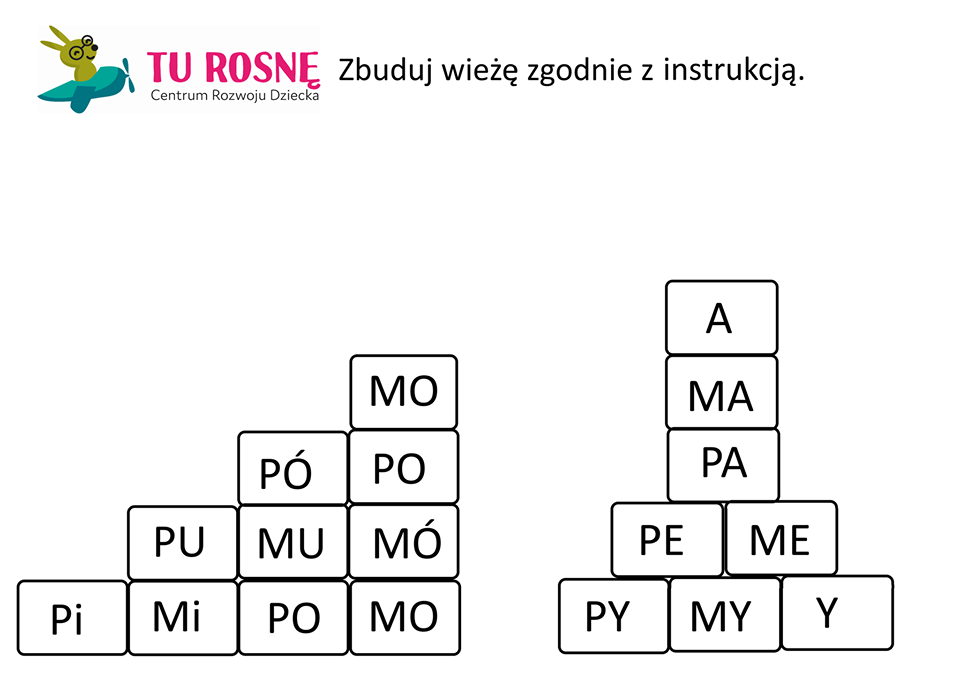 TU ROSNĘ
Centrum Rozwoju Dziecka
Zbuduj wieżę zgodnie z instrukcją.
MO
PÓ PO
PU MU MÓ
Pi Mi PO MO
A
MA
PA
PE ME
PY MY Y